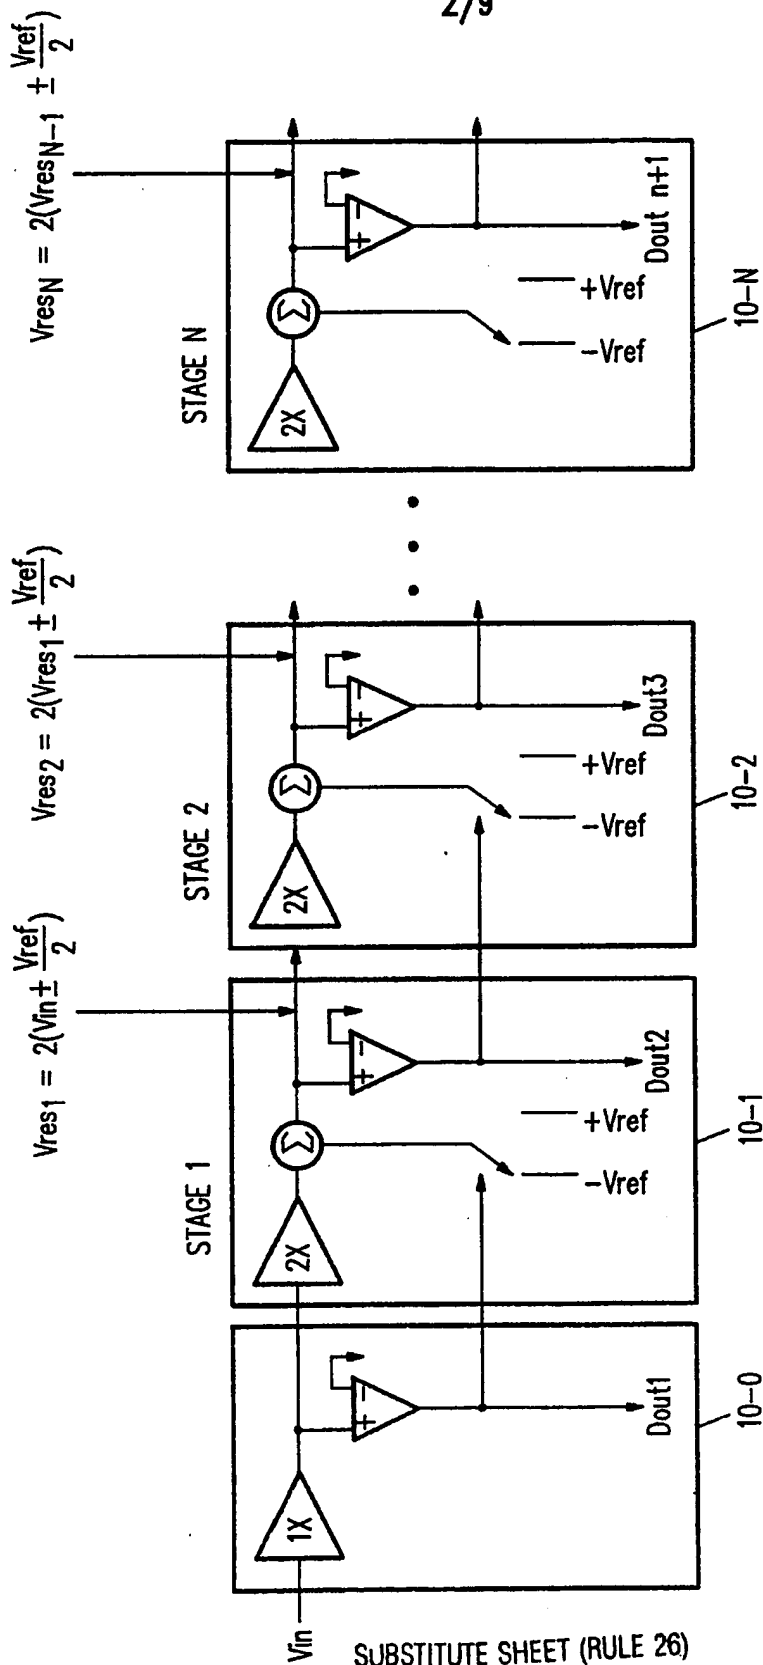 2/9
Vres1 = 2(Vin ± Vref/2)
Vres2 = 2(Vres1 ± Vref/2)
VresN = 2(VresN-1 ± Vref/2)
STAGE 1
STAGE 2
STAGE N
Vin
1X
+ -
Dout1
10-0
2X
Σ
+ -
Dout2
+Vref
-Vref
10-1
2X
Σ
+ -
Dout3
+Vref
-Vref
10-2
2X
Σ
+ -
Dout n+1
+Vref
-Vref
10-N
SUBSTITUTE SHEET (RULE 26)